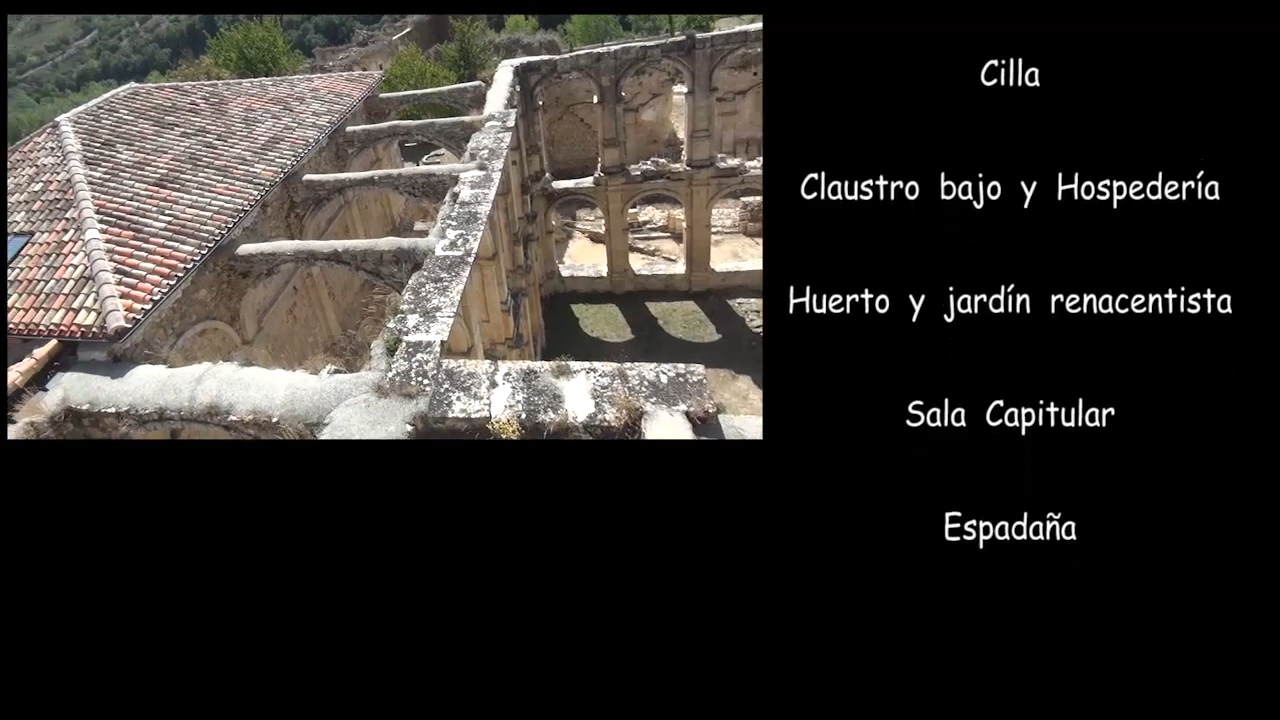 Cilla
Claustro bajo y Hospedería
Huerto y jardín renacentista
Sala Capitular
Espadaña